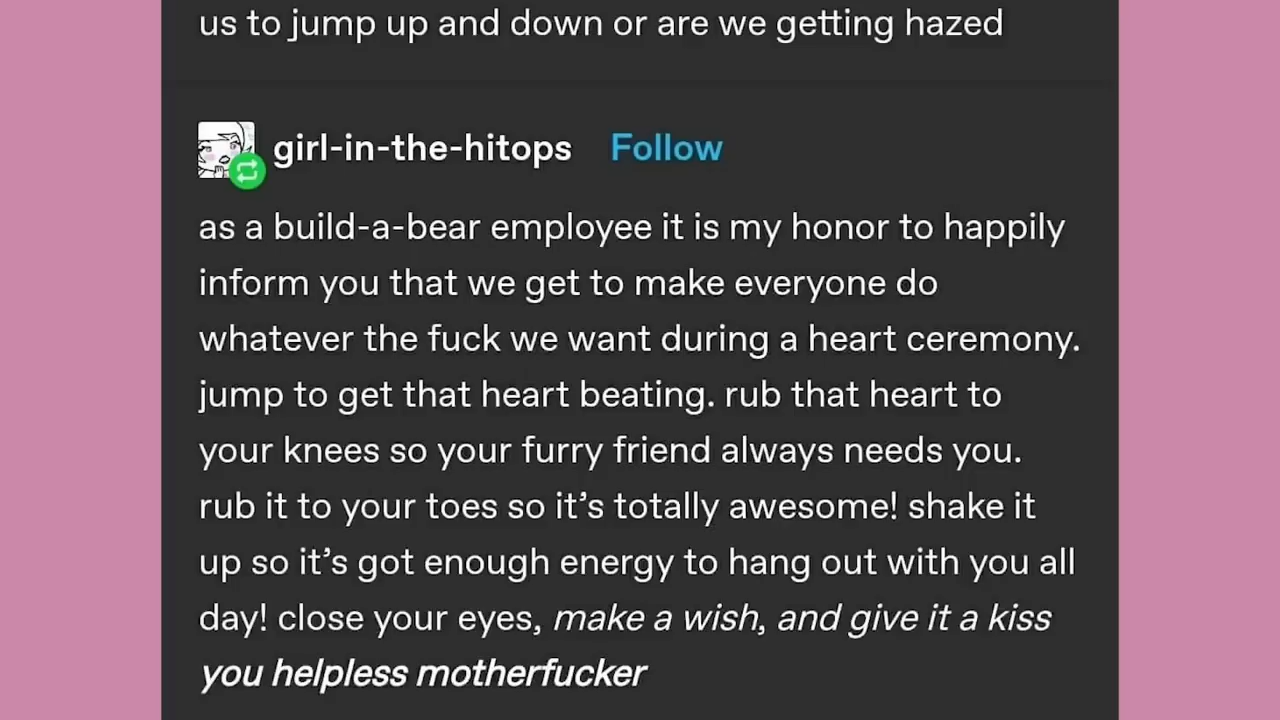 us to jump up and down or are we getting hazed
girl-in-the-hitops Follow
as a build-a-bear employee it is my honor to happily
inform you that we get to make everyone do
whatever the fuck we want during a heart ceremony.
jump to get that heart beating. rub that heart to
your knees so your furry friend always needs you.
rub it to your toes so it’s totally awesome! shake it
up so it’s got enough energy to hang out with you all
day! close your eyes, make a wish, and give it a kiss
you helpless motherfucker